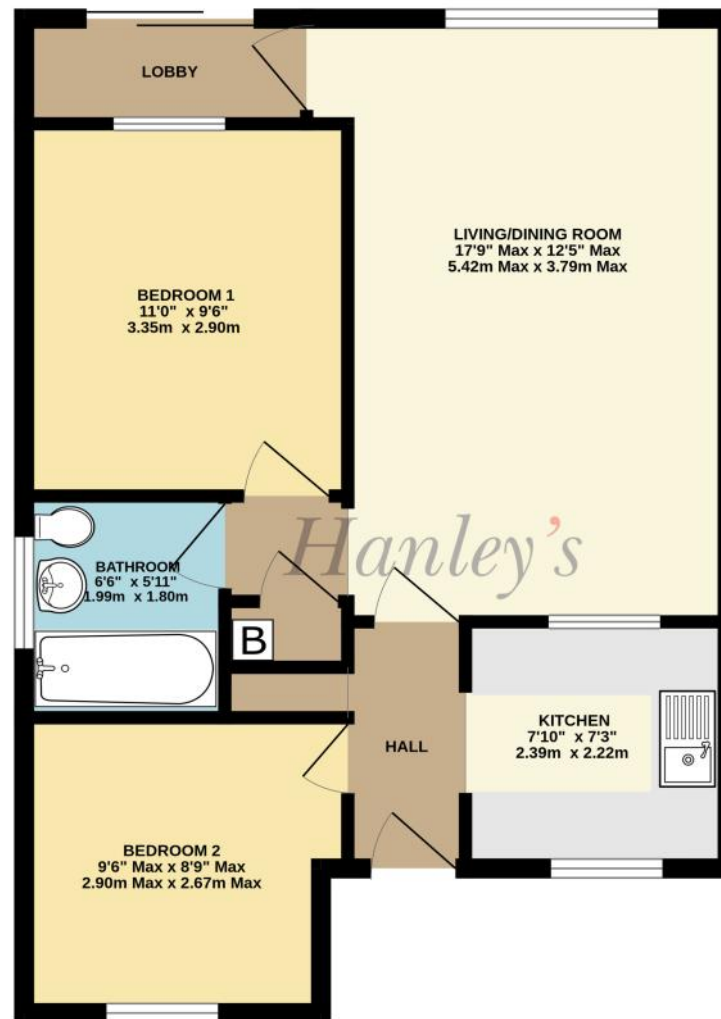 LOBBY
LIVING/DINING ROOM
17'9" Max x 12'5" Max
5.42m Max x 3.79m Max
BEDROOM 1
11'0" x 9'6"
3.35m x 2.90m
Hanley's
BATHROOM
6'6" x 5'11"
1.99m x 1.80m
B
KITCHEN
7'10" x 7'3"
2.39m x 2.22m
HALL
BEDROOM 2
9'6" Max x 8'9" Max
2.90m Max x 2.67m Max